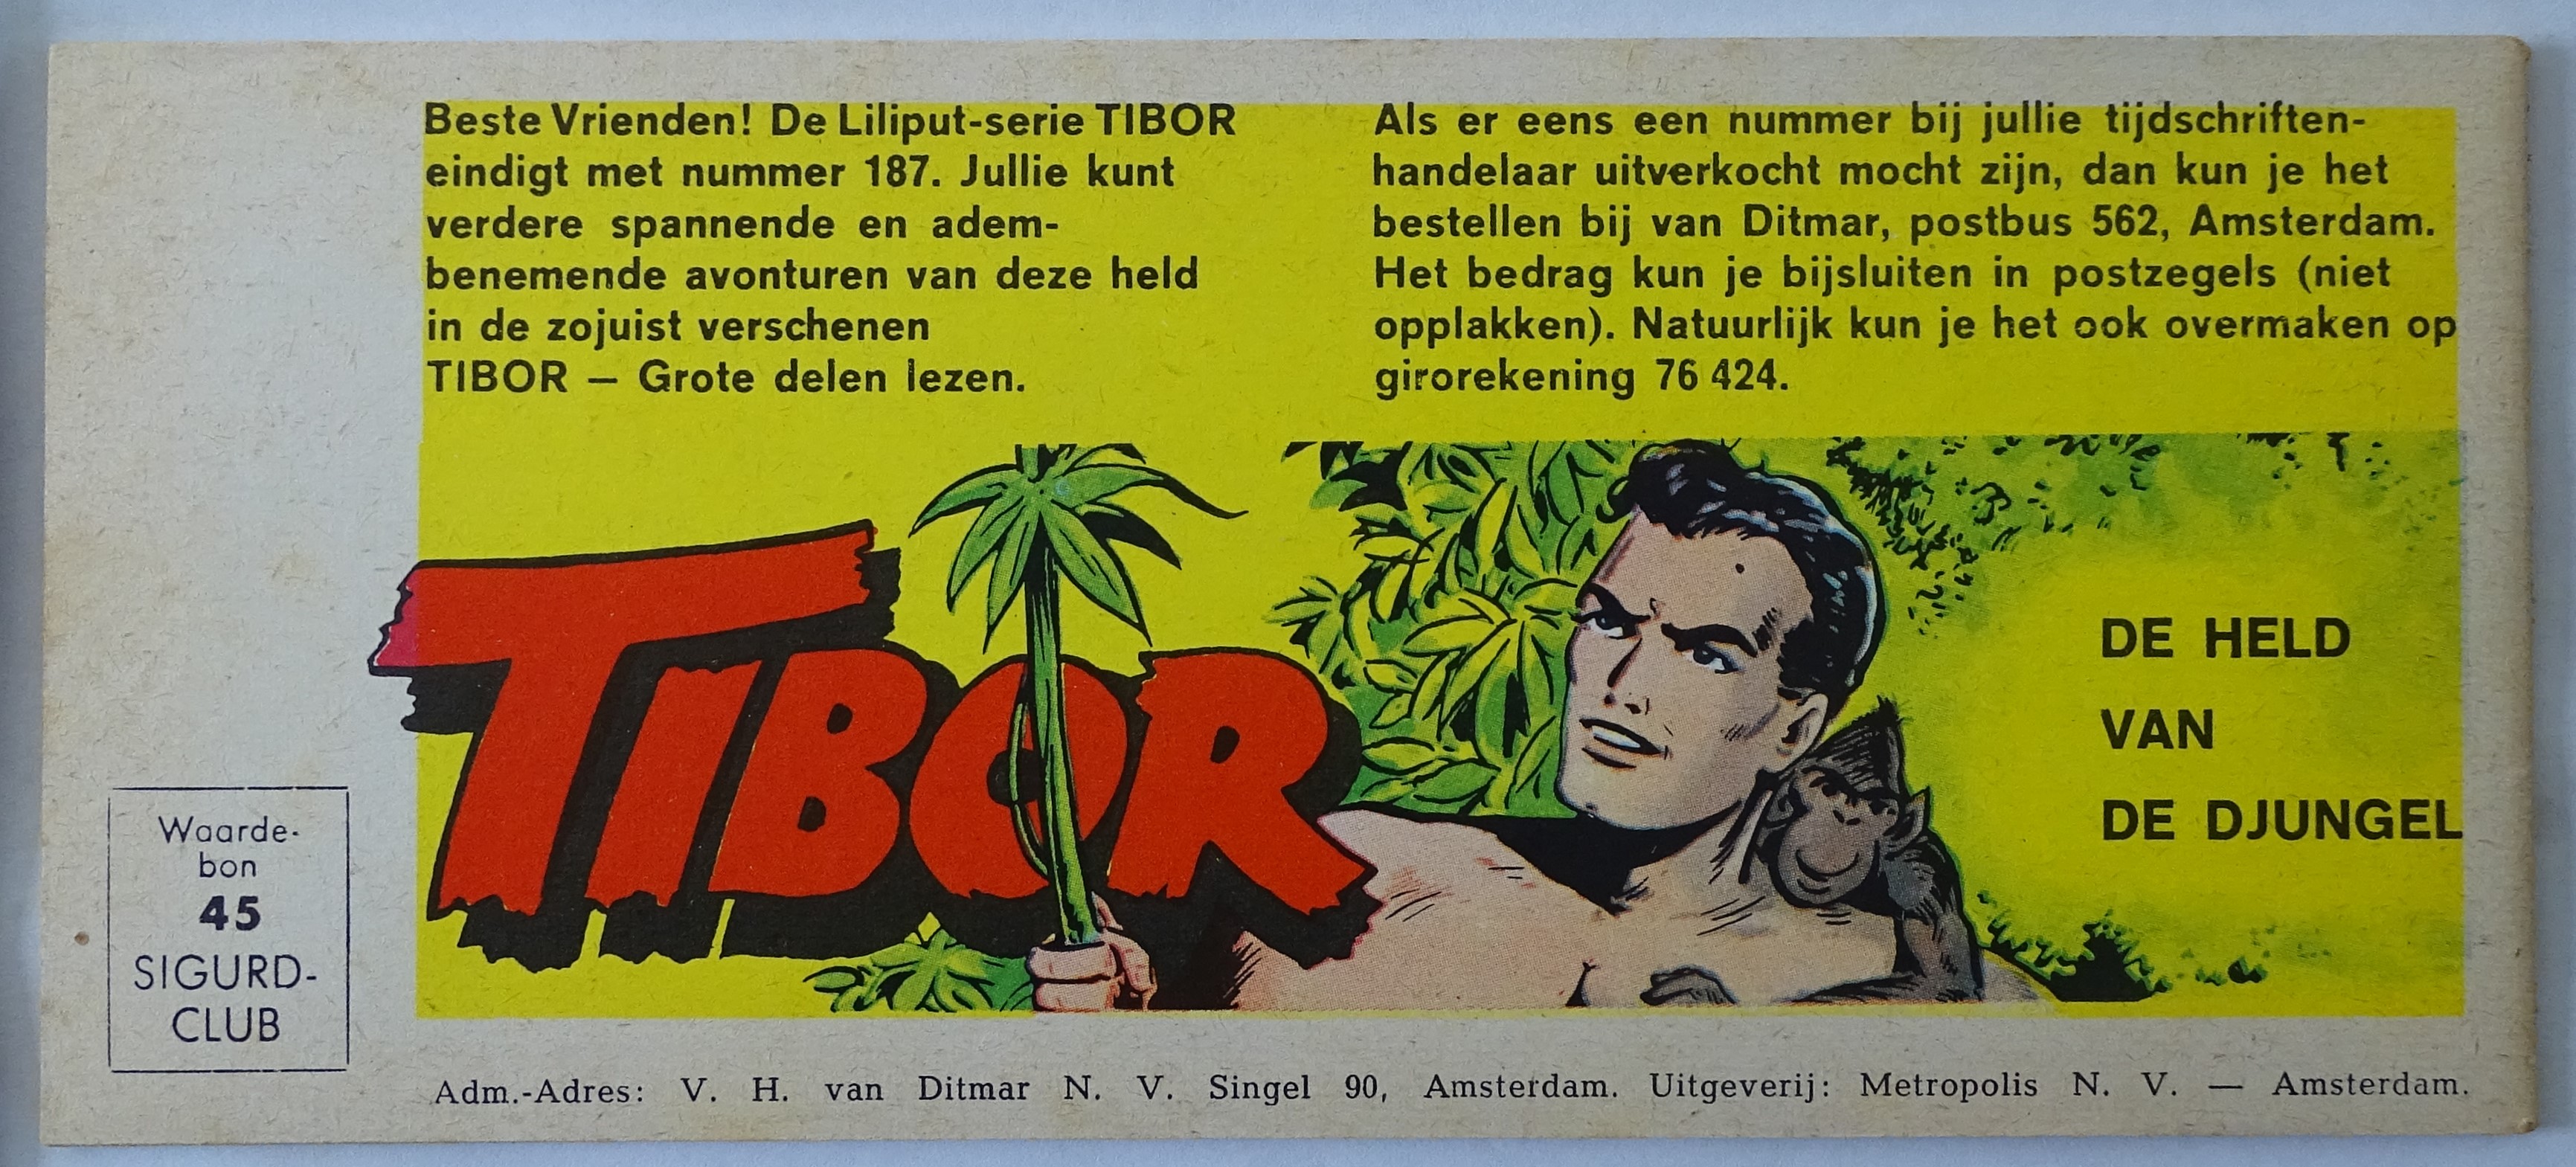 Beste Vrienden! De Liliput-serie TIBOR
eindigt met nummer 187. Jullie kunt
verdere spannende en adem-
benemende avonturen van deze held
in de zojuist verschenen
TIBOR – Grote delen lezen.
Als er eens een nummer bij jullie tijdschriften-
handelaar uitverkocht mocht zijn, dan kun je het
bestellen bij van Ditmar, postbus 562, Amsterdam.
Het bedrag kun je bijsluiten in postzegels (niet
opplakken). Natuurlijk kun je het ook overmaken op
girorekening 76 424.
TIBOR
DE HELD
VAN
DE DJUNGEL
Waarde-
bon
45
SIGURD-
CLUB
Adm.-Adres: V. H. van Ditmar N. V. Singel 90, Amsterdam. Uitgeverij: Metropolis N. V. — Amsterdam.